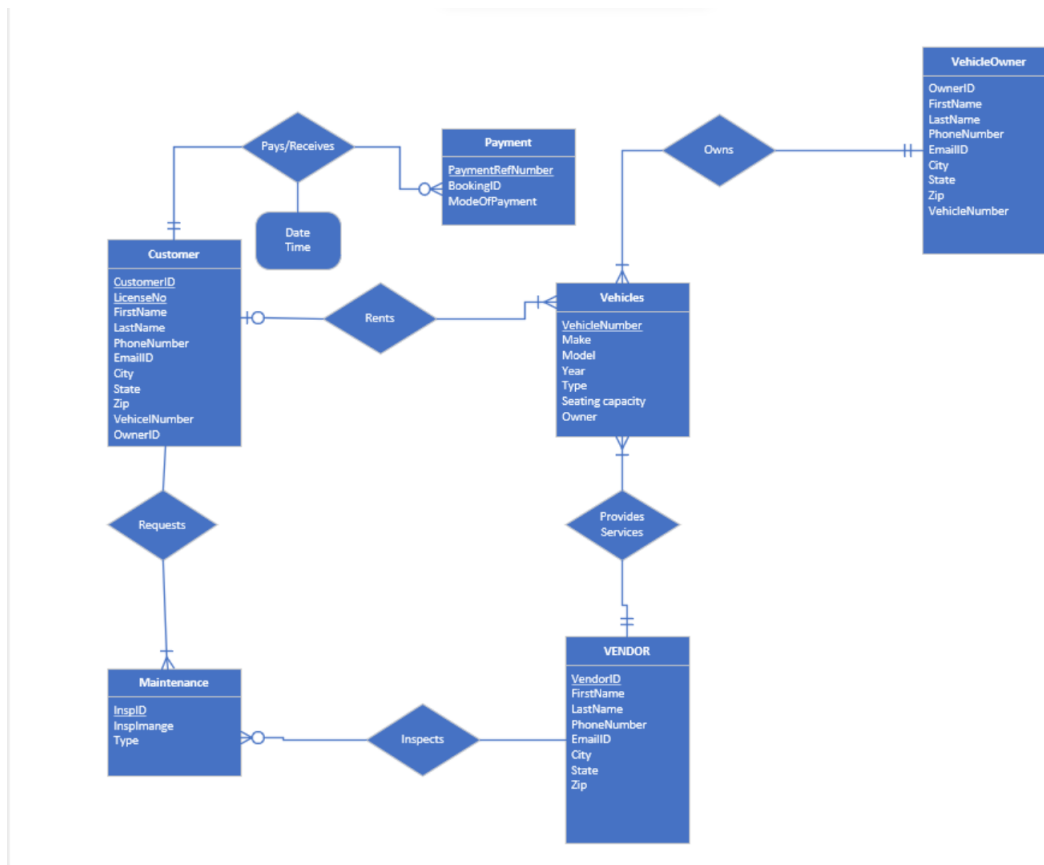 VehicleOwner
OwnerID
FirstName
LastName
PhoneNumber
EmailID
City
State
Zip
VehicleNumber
Pays/Receives
Payment
PaymentRefNumber
BookingID
ModeOfPayment
Owns
Date
Time
Customer
CustomerID
LicenseNo
FirstName
LastName
PhoneNumber
EmailID
City
State
Zip
VehicelNumber
OwnerID
Rents
Vehicles
VehicleNumber
Make
Model
Year
Type
Seating capacity
Owner
Requests
Provides
Services
Maintenance
InspID
InspImange
Type
Inspects
VENDOR
VendorID
FirstName
LastName
PhoneNumber
EmailID
City
State
Zip